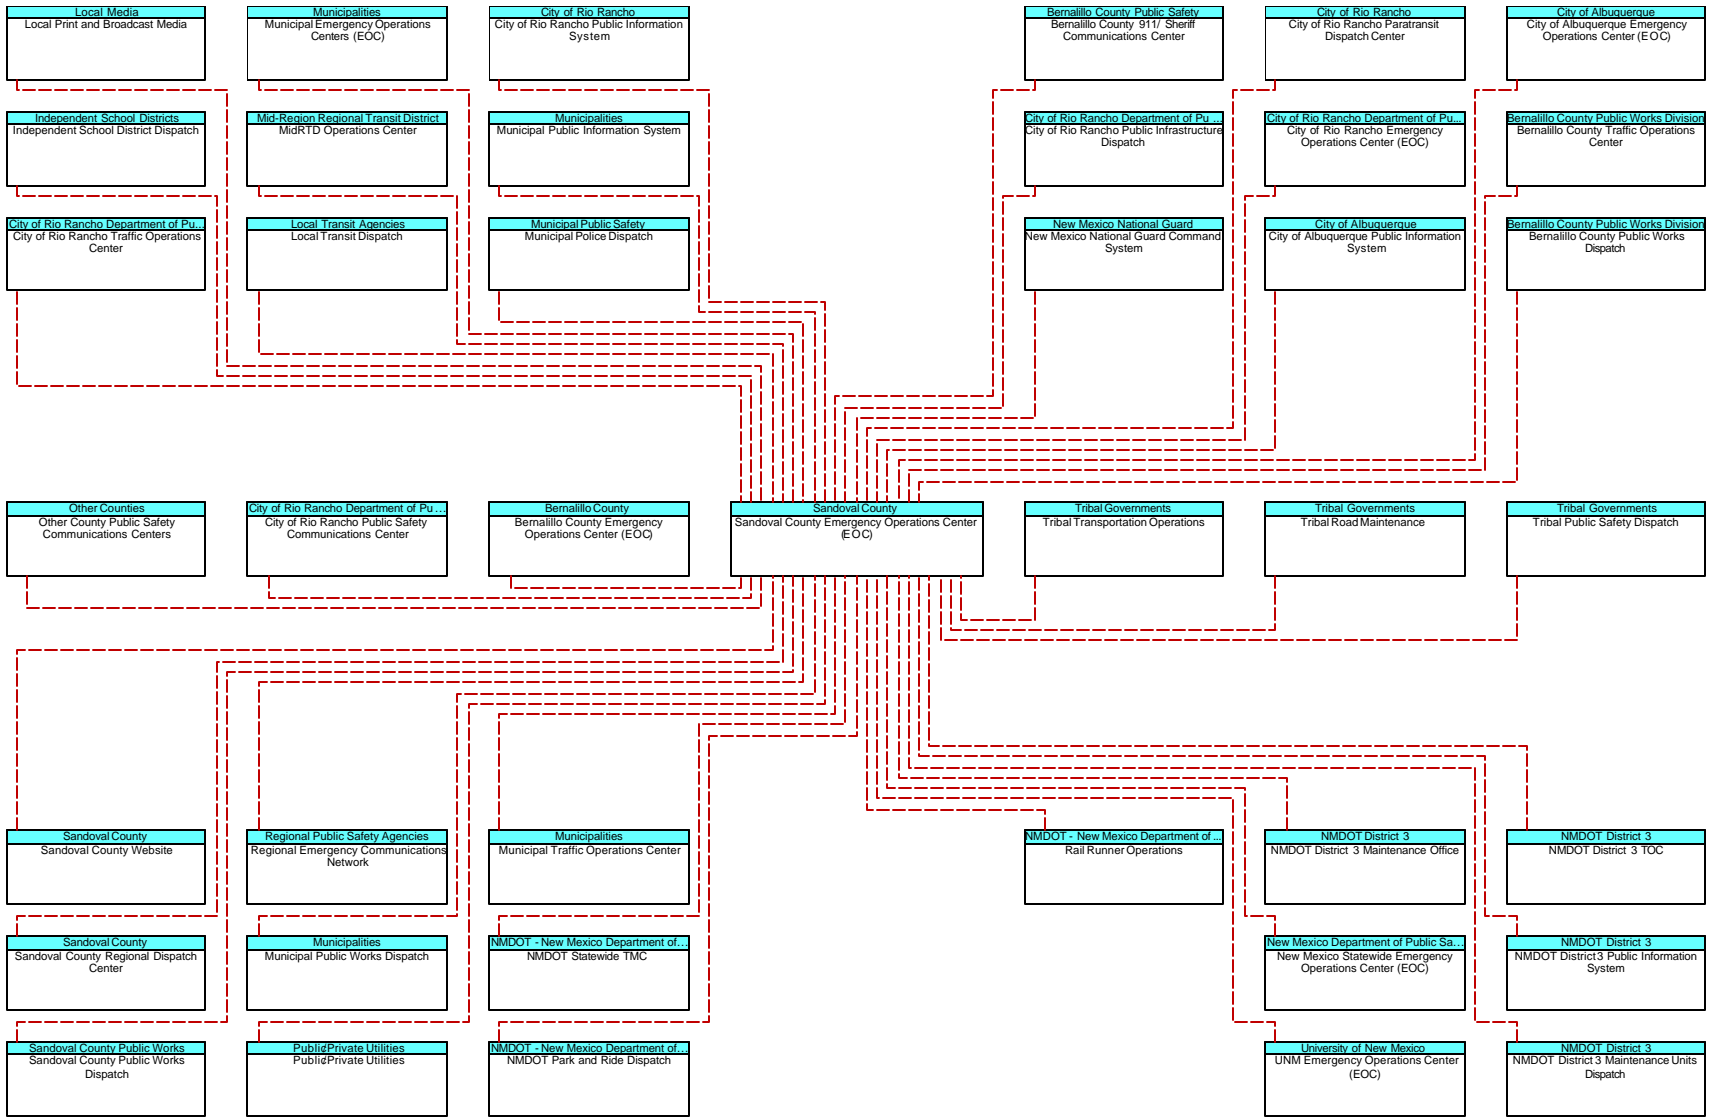 Local Media
Local Print and Broadcast Media
Municipalities
Municipal Emergency Operations
Centers (EOC)
City of Rio Rancho
City of Rio Rancho Public Information
System
Bernalillo County Public Safety
Bernalillo County 911/ Sheriff
Communications Center
City of Rio Rancho
City of Rio Rancho Paratransit
Dispatch Center
City of Albuquerque
City of Albuquerque Emergency
Operations Center (EOC)
Independent School Districts
Independent School District Dispatch
Mid-Region Regional Transit District
MidRTD Operations Center
Municipalities
Municipal Public Information System
City of Rio Rancho Department of Pu ...
City of Rio Rancho Public Infrastructure
Dispatch
City of Rio Rancho Department of Pu...
City of Rio Rancho Emergency
Operations Center (EOC)
Bernalillo County Public Works Division
Bernalillo County Traffic Operations
Center
City of Rio Rancho Department of Pu...
City of Rio Rancho Traffic Operations
Center
Local Transit Agencies
Local Transit Dispatch
Municipal Public Safety
Municipal Police Dispatch
New Mexico National Guard
New Mexico National Guard Command
System
City of Albuquerque
City of Albuquerque Public Information
System
Bernalillo County Public Works Division
Bernalillo County Public Works
Dispatch
Other Counties
Other County Public Safety
Communications Centers
City of Rio Rancho Department of Pu ...
City of Rio Rancho Public Safety
Communications Center
Bernalillo County
Bernalillo County Emergency
Operations Center (EOC)
Sandoval County
Sandoval County Emergency Operations Center
(EOC)
Tribal Governments
Tribal Transportation Operations
Tribal Governments
Tribal Road Maintenance
Tribal Governments
Tribal Public Safety Dispatch
Sandoval County
Sandoval County Website
Regional Public Safety Agencies
Regional Emergency Communications
Network
Municipalities
Municipal Traffic Operations Center
NMDOT - New Mexico Department of ...
Rail Runner Operations
NMDOT District 3
NMDOT District 3 Maintenance Office
NMDOT District 3
NMDOT District 3 TOC
Sandoval County
Sandoval County Regional Dispatch
Center
Municipalities
Municipal Public Works Dispatch
NMDOT - New Mexico Department of...
NMDOT Statewide TMC
New Mexico Department of Public Sa...
New Mexico Statewide Emergency
Operations Center (EOC)
NMDOT District 3
NMDOT District 3 Public Information
System
Sandoval County Public Works
Sandoval County Public Works
Dispatch
Public/Private Utilities
Public/Private Utilities
NMDOT - New Mexico Department of...
NMDOT Park and Ride Dispatch
University of New Mexico
UNM Emergency Operations Center
(EOC)
NMDOT District 3
NMDOT District 3 Maintenance Units
Dispatch